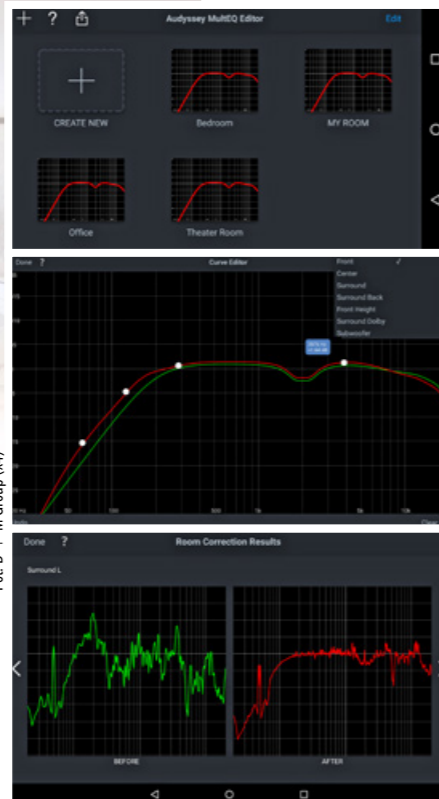 Audyssey MultEQ Editor
Edit
CREATE NEW
Bedroom
MY ROOM
Office
Theater Room
Done ?
Curve Editor
Front
Center
Surround
Surround Back
Front Height
Surround Dolby
Subwoofer
Clear
Done ?
Room Correction Results
Surround L
BEFORE
AFTER